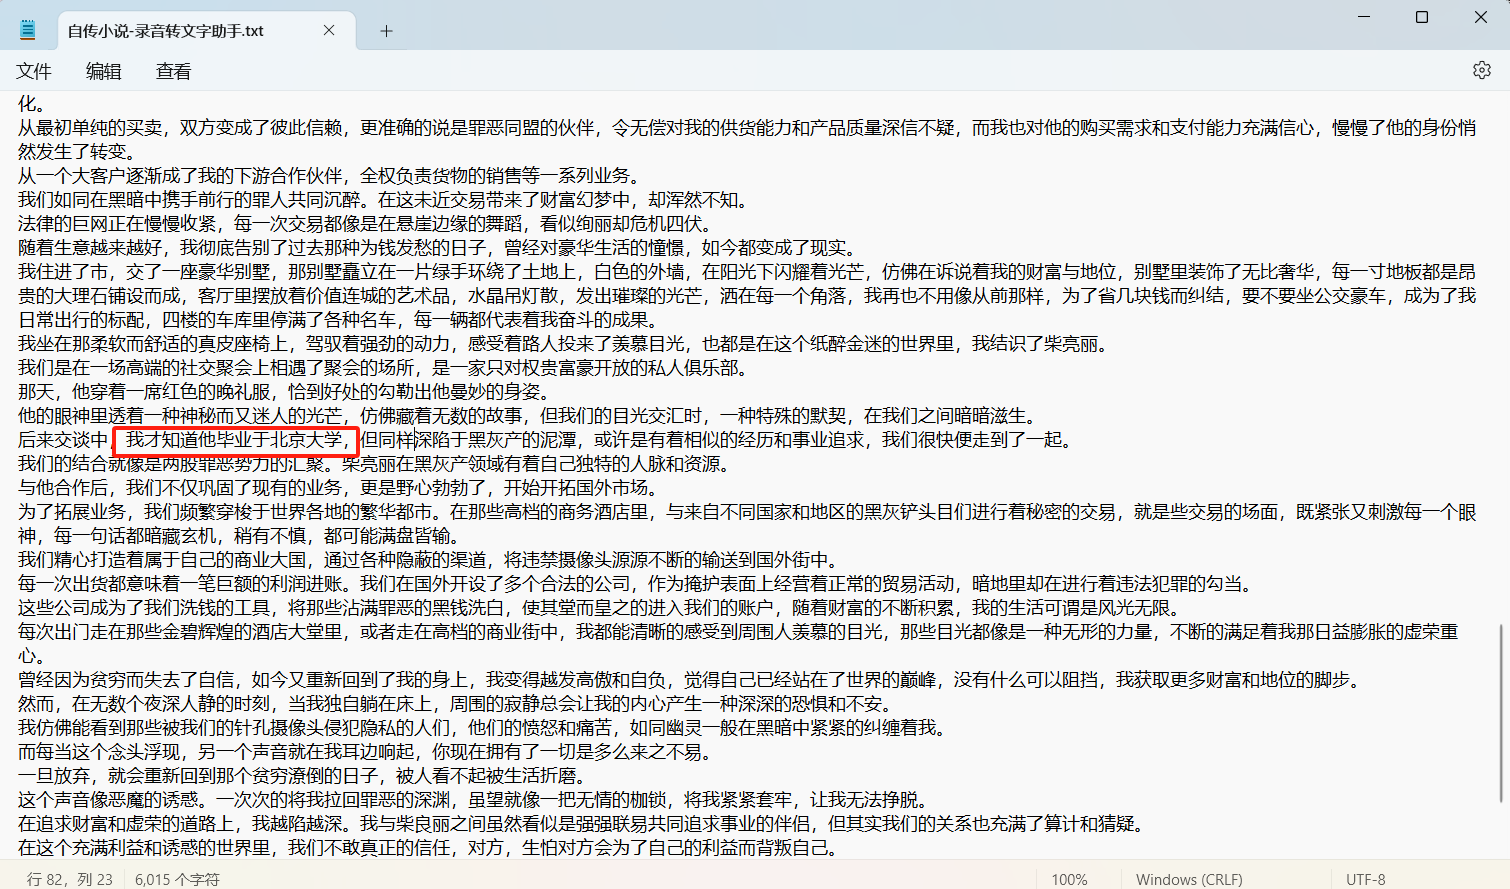 自传小说-录音转文字助手.txt
文件 编辑 查看
化。
从最初单纯的买卖，双方变成了彼此信赖，更准确的说是罪恶同盟的伙伴，令无偿对我的供货能力和产品质量深信不疑，而我也对他的购买需求和支付能力充满信心，慢慢了他的身份悄
然发生了转变。
从一个大客户逐渐成了我的下游合作伙伴，全权负责货物的销售等一系列业务。
我们如同在黑暗中携手前行的罪人共同沉醉。在这未近交易带来了财富幻梦中，却浑然不知。
法律的巨网正在慢慢收紧，每一次交易都像是在悬崖边缘的舞蹈，看似绚丽却危机四伏。
随着生意越来越好，我彻底告别了过去那种为钱发愁的日子，曾经对豪华生活的憧憬，如今都变成了现实。
我住进了市，交了一座豪华别墅，那别墅矗立在一片绿手环绕了土地上，白色的外墙，在阳光下闪耀着光芒，仿佛在诉说着我的财富与地位，别墅里装饰了无比奢华，每一寸地板都是昂
贵的大理石铺设而成，客厅里摆放着价值连城的艺术品，水晶吊灯散，发出璀璨的光芒，洒在每一个角落，我再也不用像从前那样，为了省几块钱而纠结，要不要坐公交豪车，成为了我
日常出行的标配，四楼的车库里停满了各种名车，每一辆都代表着我奋斗的成果。
我坐在那柔软而舒适的真皮座椅上，驾驭着强劲的动力，感受着路人投来了羡慕目光，也都是在这个纸醉金迷的世界里，我结识了柴亮丽。
我们是在一场高端的社交聚会上相遇了聚会的场所，是一家只对权贵富豪开放的私人俱乐部。
那天，他穿着一席红色的晚礼服，恰到好处的勾勒出他曼妙的身姿。
他的眼神里透着一种神秘而又迷人的光芒，仿佛藏着无数的故事，但我们的目光交汇时，一种特殊的默契，在我们之间暗暗滋生。
后来交谈中，我才知道他毕业于北京大学，但同样深陷于黑灰产的泥潭，或许是有着相似的经历和事业追求，我们很快便走到了一起。
我们的结合就像是两股罪恶势力的汇聚。柴亮丽在黑灰产领域有着自己独特的人脉和资源。
与他合作后，我们不仅巩固了现有的业务，更是野心勃勃了，开始开拓国外市场。
为了拓展业务，我们频繁穿梭于世界各地的繁华都市。在那些高档的商务酒店里，与来自不同国家和地区的黑灰铲头目们进行着秘密的交易，就是些交易的场面，既紧张又刺激每一个眼
神，每一句话都暗藏玄机，稍有不慎，都可能满盘皆输。
我们精心打造着属于自己的商业大国，通过各种隐蔽的渠道，将违禁摄像头源源不断的输送到国外街中。
每一次出货都意味着一笔巨额的利润进账。我们在国外开设了多个合法的公司，作为掩护表面上经营着正常的贸易活动，暗地里却在进行着违法犯罪的勾当。
这些公司成为了我们洗钱的工具，将那些沾满罪恶的黑钱洗白，使其堂而皇之的进入我们的账户，随着财富的不断积累，我的生活可谓是风光无限。
每次出门走在那些金碧辉煌的酒店大堂里，或者走在高档的商业街中，我都能清晰的感受到周围人羡慕的目光，那些目光都像是一种无形的力量，不断的满足着我那日益膨胀的虚荣重
心。
曾经因为贫穷而失去了自信，如今又重新回到了我的身上，我变得越发高傲和自负，觉得自己已经站在了世界的巅峰，没有什么可以阻挡，我获取更多财富和地位的脚步。
然而，在无数个夜深人静的时刻，当我独自躺在床上，周围的寂静总会让我的内心产生一种深深的恐惧和不安。
我仿佛能看到那些被我们的针孔摄像头侵犯隐私的人们，他们的愤怒和痛苦，如同幽灵一般在黑暗中紧紧的纠缠着我。
而每当这个念头浮现，另一个声音就在我耳边响起，你现在拥有了一切是多么来之不易。
一旦放弃，就会重新回到那个贫穷潦倒的日子，被人看不起被生活折磨。
这个声音像恶魔的诱惑。一次次的将我拉回罪恶的深渊，虽望就像一把无情的枷锁，将我紧紧套牢，让我无法挣脱。
在追求财富和虚荣的道路上，我越陷越深。我与柴良丽之间虽然看似是强强联易共同追求事业的伴侣，但其实我们的关系也充满了算计和猜疑。
在这个充满利益和诱惑的世界里，我们不敢真正的信任，对方，生怕对方会为了自己的利益而背叛自己。
行 82，列 23 6,015 个字符 100% Windows (CRLF) UTF-8